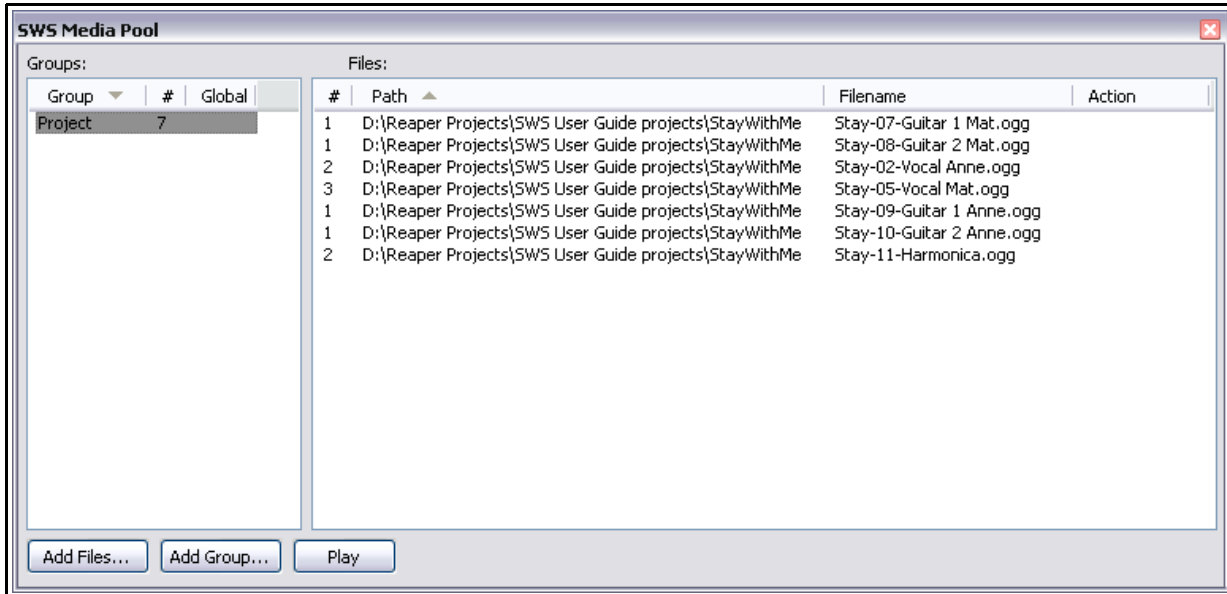 SWS Media Pool
Groups: Files:
Group # Global # Path Filename Action
Project 7 1 D:\Reaper Projects\SWS User Guide projects\StayWithMe Stay-07-Guitar 1 Mat.ogg
1 D:\Reaper Projects\SWS User Guide projects\StayWithMe Stay-08-Guitar 2 Mat.ogg
2 D:\Reaper Projects\SWS User Guide projects\StayWithMe Stay-02-Vocal Anne.ogg
3 D:\Reaper Projects\SWS User Guide projects\StayWithMe Stay-05-Vocal Mat.ogg
1 D:\Reaper Projects\SWS User Guide projects\StayWithMe Stay-09-Guitar 1 Anne.ogg
1 D:\Reaper Projects\SWS User Guide projects\StayWithMe Stay-10-Guitar 2 Anne.ogg
2 D:\Reaper Projects\SWS User Guide projects\StayWithMe Stay-11-Harmonica.ogg
Add Files... Add Group... Play